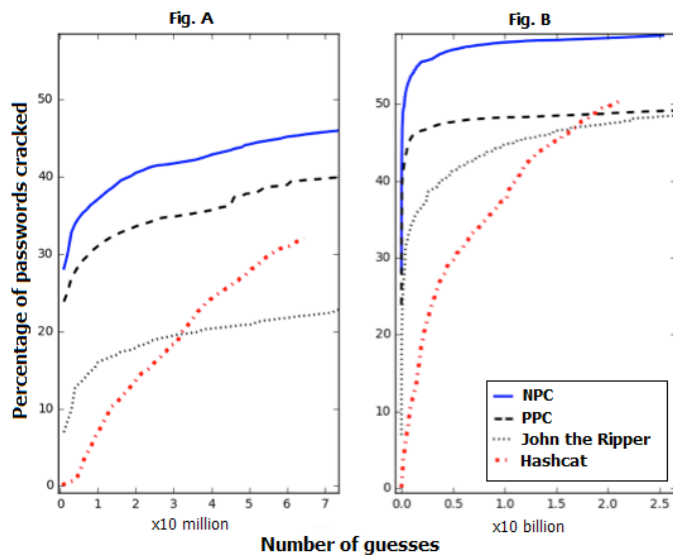 Fig. A
Fig. B
Percentage of passwords cracked
50
40
30
20
10
0
0
1
2
3
4
5
6
7
x10 million
50
40
30
20
10
0
0.0
0.5
1.0
1.5
2.0
2.5
x10 billion
NPC
PPC
John the Ripper
Hashcat
Number of guesses